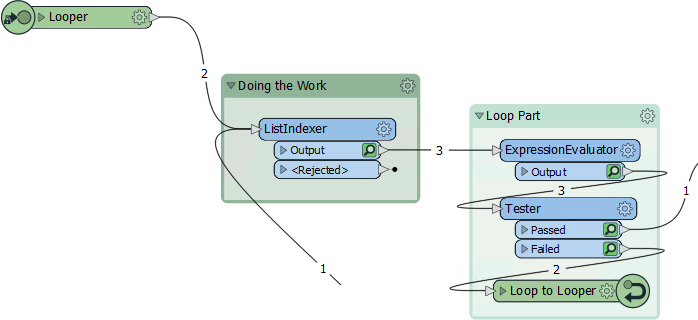 Looper
2
Doing the Work
ListIndexer
Output
<Rejected>
3
1
Loop Part
ExpressionEvaluator
Output
3
Tester
1
Passed
Failed
2
Loop to Looper